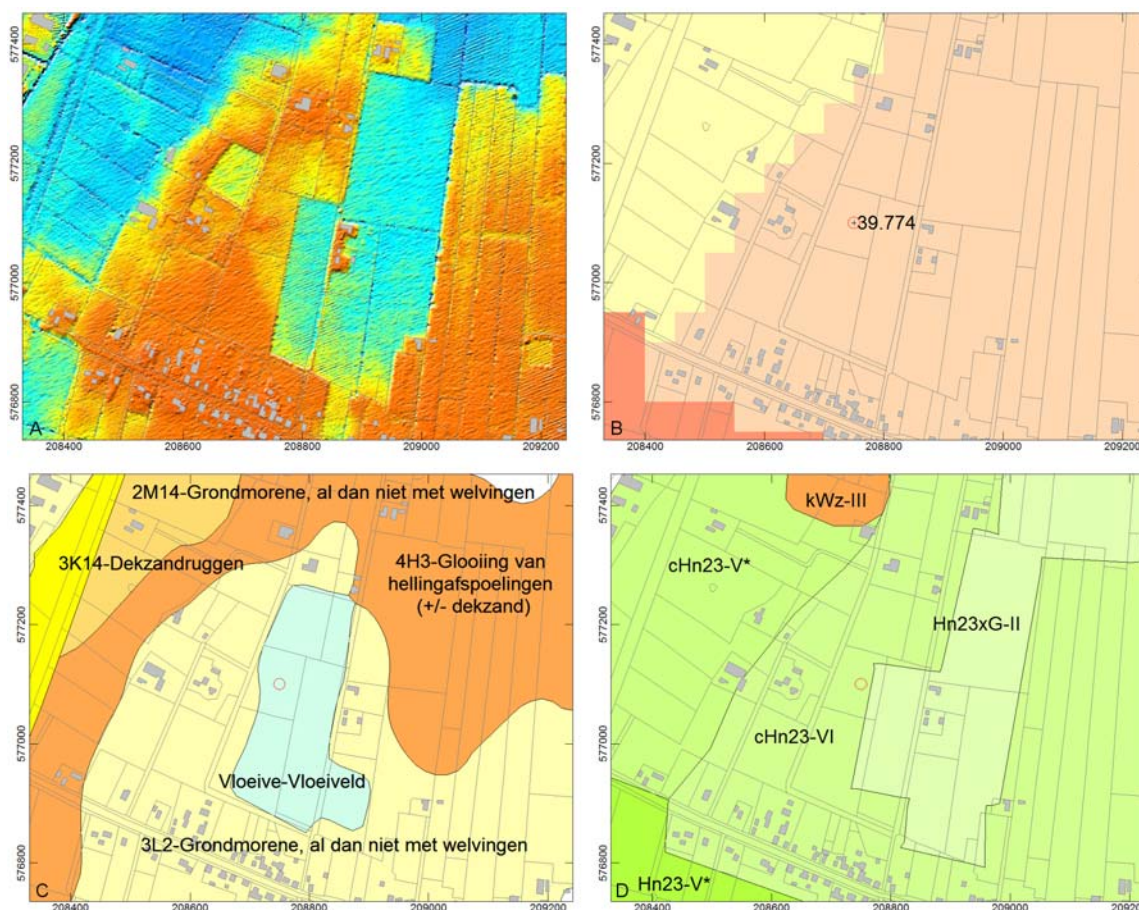 577400
577200
577000
576800
A
208400
208600
208800
209000
209200
577400
577200
577000
576800
39.774
B
208400
208600
208800
209000
209200
577400
577200
577000
576800
2M14-Grondmorene, al dan niet met welvingen
3K14-Dekzandruggen
4H3-Glooiing van
hellingafspoelingen
(+/- dekzand)
Vloeive-Vloeiveld
3L2-Grondmorene, al dan niet met welvingen
C
208400
208600
208800
209000
209200
577400
577200
577000
576800
kWz-III
cHn23-V*
Hn23xG-II
cHn23-VI
Hn23-V*
D
208400
208600
208800
209000
209200